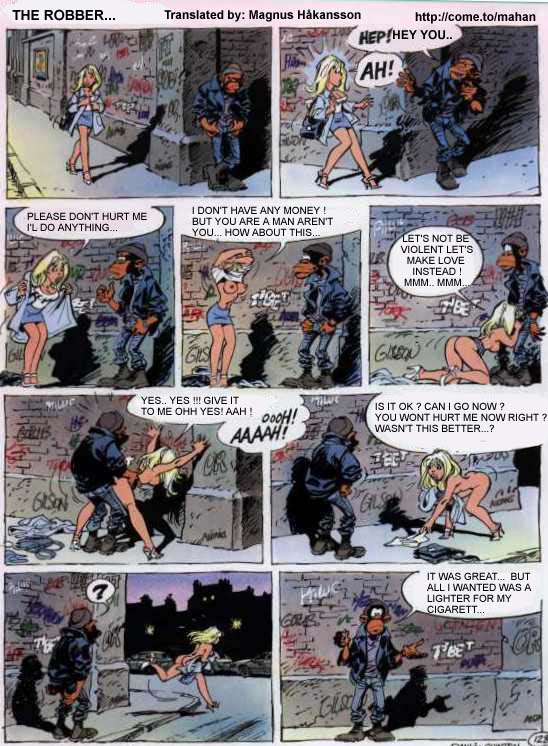 THE ROBBER...
Translated by: Magnus Håkansson
http://come.to/mahan
HEP!
HEY YOU..
AH!
PLEASE DON'T HURT ME
I'L DO ANYTHING...
I DON'T HAVE ANY MONEY !
BUT YOU ARE A MAN AREN'T
YOU... HOW ABOUT THIS...
LET'S NOT BE
VIOLENT LET'S
MAKE LOVE
INSTEAD !
MMM.. MMM...
GILSON
YES.. YES !!! GIVE IT
TO ME OHH YES! AAH !
OOOH!
AAAAH!
GILSON
IS IT OK ? CAN I GO NOW ?
YOU WONT HURT ME NOW RIGHT ?
WASN'T THIS BETTER...?
?
IT WAS GREAT... BUT
ALL I WANTED WAS A
LIGHTER FOR MY
CIGARETT...